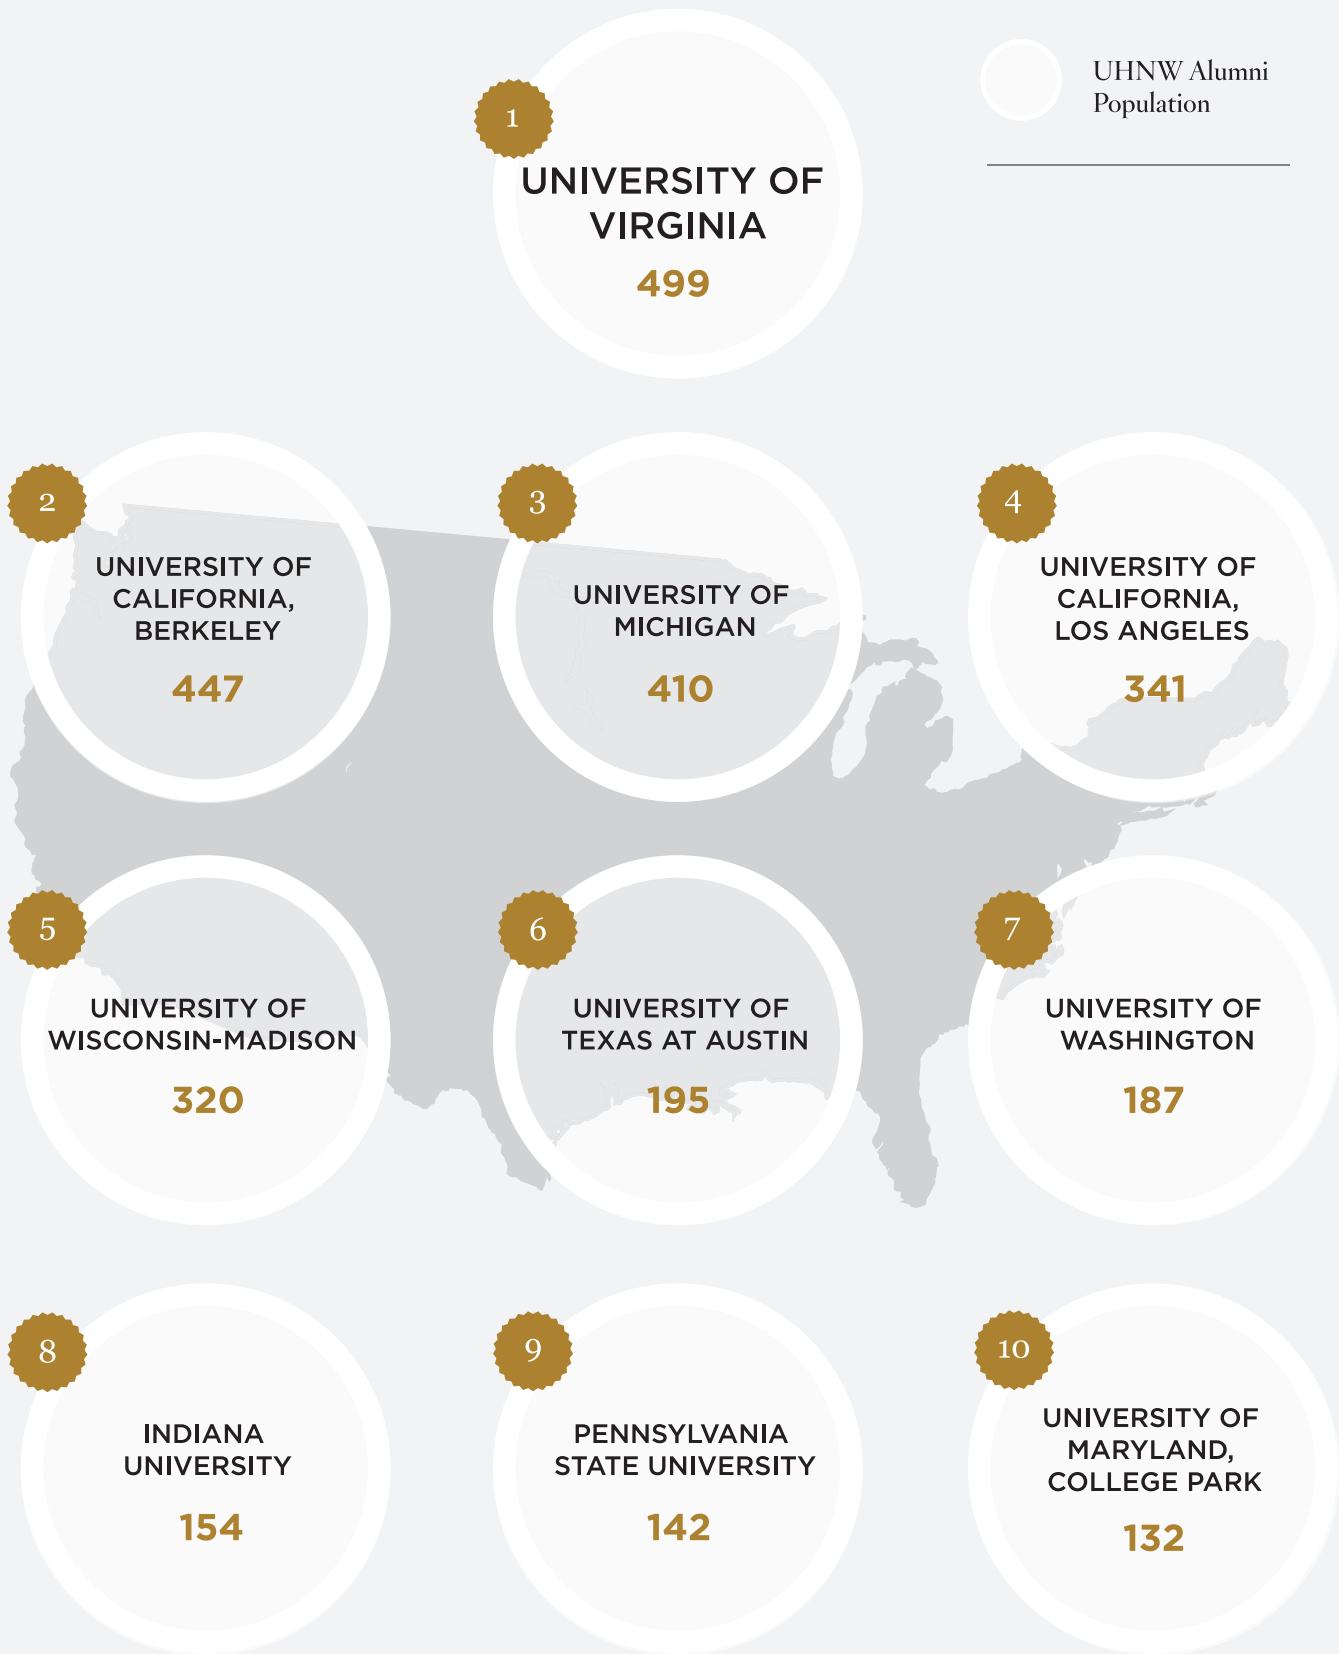 UHNW Alumni
Population
1
UNIVERSITY OF
VIRGINIA
499
2
UNIVERSITY OF
CALIFORNIA,
BERKELEY
447
3
UNIVERSITY OF
MICHIGAN
410
4
UNIVERSITY OF
CALIFORNIA,
LOS ANGELES
341
5
UNIVERSITY OF
WISCONSIN-MADISON
320
6
UNIVERSITY OF
TEXAS AT AUSTIN
195
7
UNIVERSITY OF
WASHINGTON
187
8
INDIANA
UNIVERSITY
154
9
PENNSYLVANIA
STATE UNIVERSITY
142
10
UNIVERSITY OF
MARYLAND,
COLLEGE PARK
132